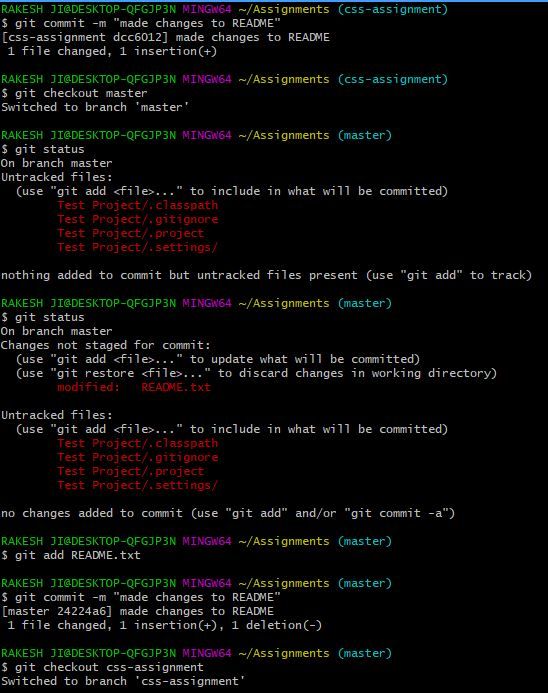 RAKESH JI@DESKTOP-QFGJP3N MINGW64 ~/Assignments (css-assignment)
$ git commit -m "made changes to README"
[css-assignment dcc6012] made changes to README
 1 file changed, 1 insertion(+)

RAKESH JI@DESKTOP-QFGJP3N MINGW64 ~/Assignments (css-assignment)
$ git checkout master
Switched to branch 'master'

RAKESH JI@DESKTOP-QFGJP3N MINGW64 ~/Assignments (master)
$ git status
On branch master
Untracked files:
  (use "git add <file>..." to include in what will be committed)
        Test Project/.classpath
        Test Project/.gitignore
        Test Project/.project
        Test Project/.settings/

nothing added to commit but untracked files present (use "git add" to track)

RAKESH JI@DESKTOP-QFGJP3N MINGW64 ~/Assignments (master)
$ git status
On branch master
Changes not staged for commit:
  (use "git add <file>..." to update what will be committed)
  (use "git restore <file>..." to discard changes in working directory)
        modified:   README.txt

Untracked files:
  (use "git add <file>..." to include in what will be committed)
        Test Project/.classpath
        Test Project/.gitignore
        Test Project/.project
        Test Project/.settings/

no changes added to commit (use "git add" and/or "git commit -a")

RAKESH JI@DESKTOP-QFGJP3N MINGW64 ~/Assignments (master)
$ git add README.txt

RAKESH JI@DESKTOP-QFGJP3N MINGW64 ~/Assignments (master)
$ git commit -m "made changes to README"
[master 24224a6] made changes to README
 1 file changed, 1 insertion(+), 1 deletion(-)

RAKESH JI@DESKTOP-QFGJP3N MINGW64 ~/Assignments (master)
$ git checkout css-assignment
Switched to branch 'css-assignment'